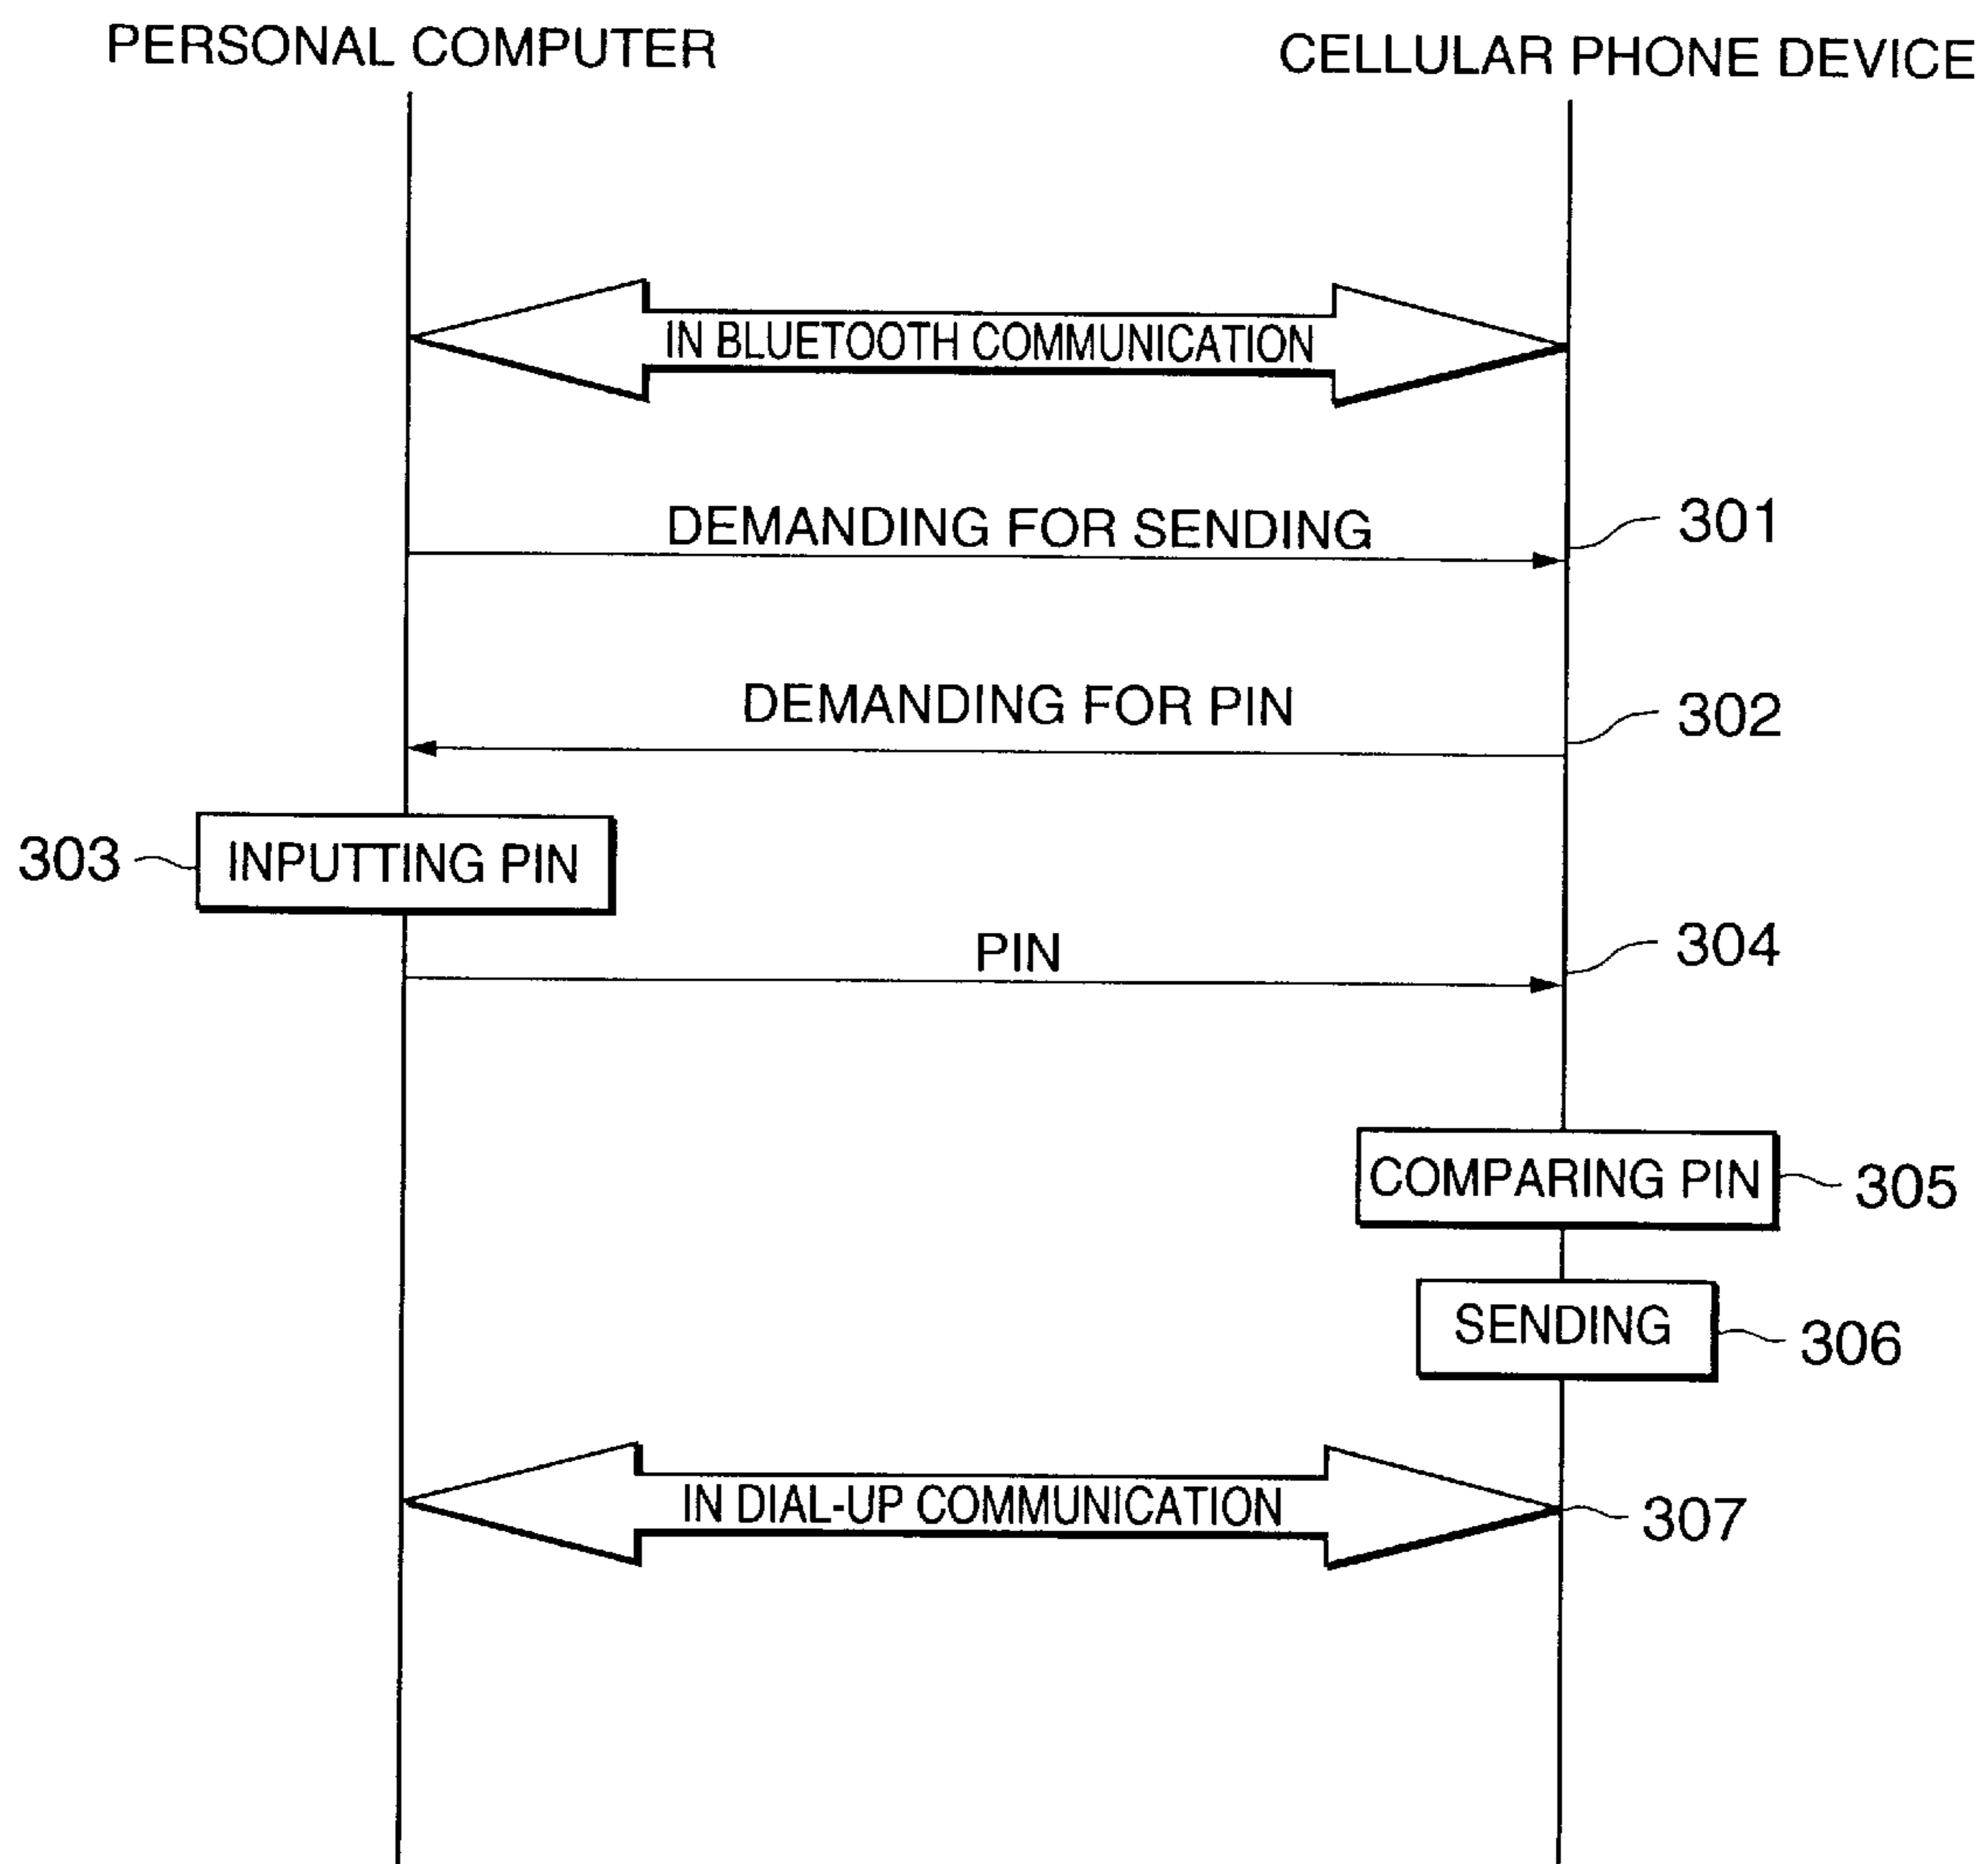 PERSONAL COMPUTER
CELLULAR PHONE DEVICE
IN BLUETOOTH COMMUNICATION
DEMANDING FOR SENDING
301
DEMANDING FOR PIN
302
303
INPUTTING PIN
PIN
304
COMPARING PIN
305
SENDING
306
IN DIAL-UP COMMUNICATION
307